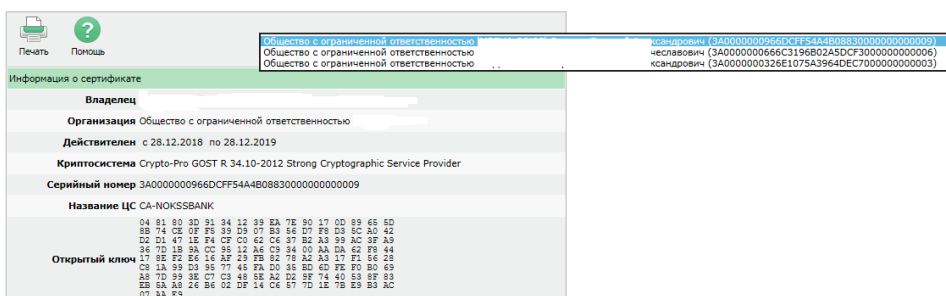 Печать Помощь
Общество с ограниченной ответственностью ксандрович (3A0000000966DCFF54A4B08830000000000009)
Общество с ограниченной ответственностью чеславович (3A0000000666C3196B02A5DCF3000000000006)
Общество с ограниченной ответственностью ксандрович (3A0000000326E1075A3964DEC7000000000003)
Информация о сертификате
Владелец
Организация Общество с ограниченной ответственностью
Действителен с 28.12.2018 по 28.12.2019
Криптосистема Crypto-Pro GOST R 34.10-2012 Strong Cryptographic Service Provider
Серийный номер 3A0000000966DCFF54A4B08830000000000009
Название ЦС CA-NOKSSBANK
04 81 80 3D 91 34 12 39 EA 7E 90 17 0D 89 65 5D
8B 74 CE 0F F5 39 D9 07 B3 56 D7 F8 D3 5C A0 42
D2 D1 47 1E F4 CF C0 62 C6 37 B2 A3 99 AC 3F A9
36 7D 1B 9A CC 95 12 A6 C9 34 00 AA DA 62 F8 44
Открытый ключ 17 8E F2 E6 16 AF 29 FB 82 78 A2 A3 17 F1 56 28
C8 1A 99 D3 95 77 45 FA D0 35 BD 6D FE F0 B0 69
A8 7D 99 3E C7 C3 48 5E A2 D2 9F 74 40 53 8F 83
EB 5A A8 26 B6 02 DF 14 C6 57 7D 1E 7B E9 B3 AC
07 AA E9